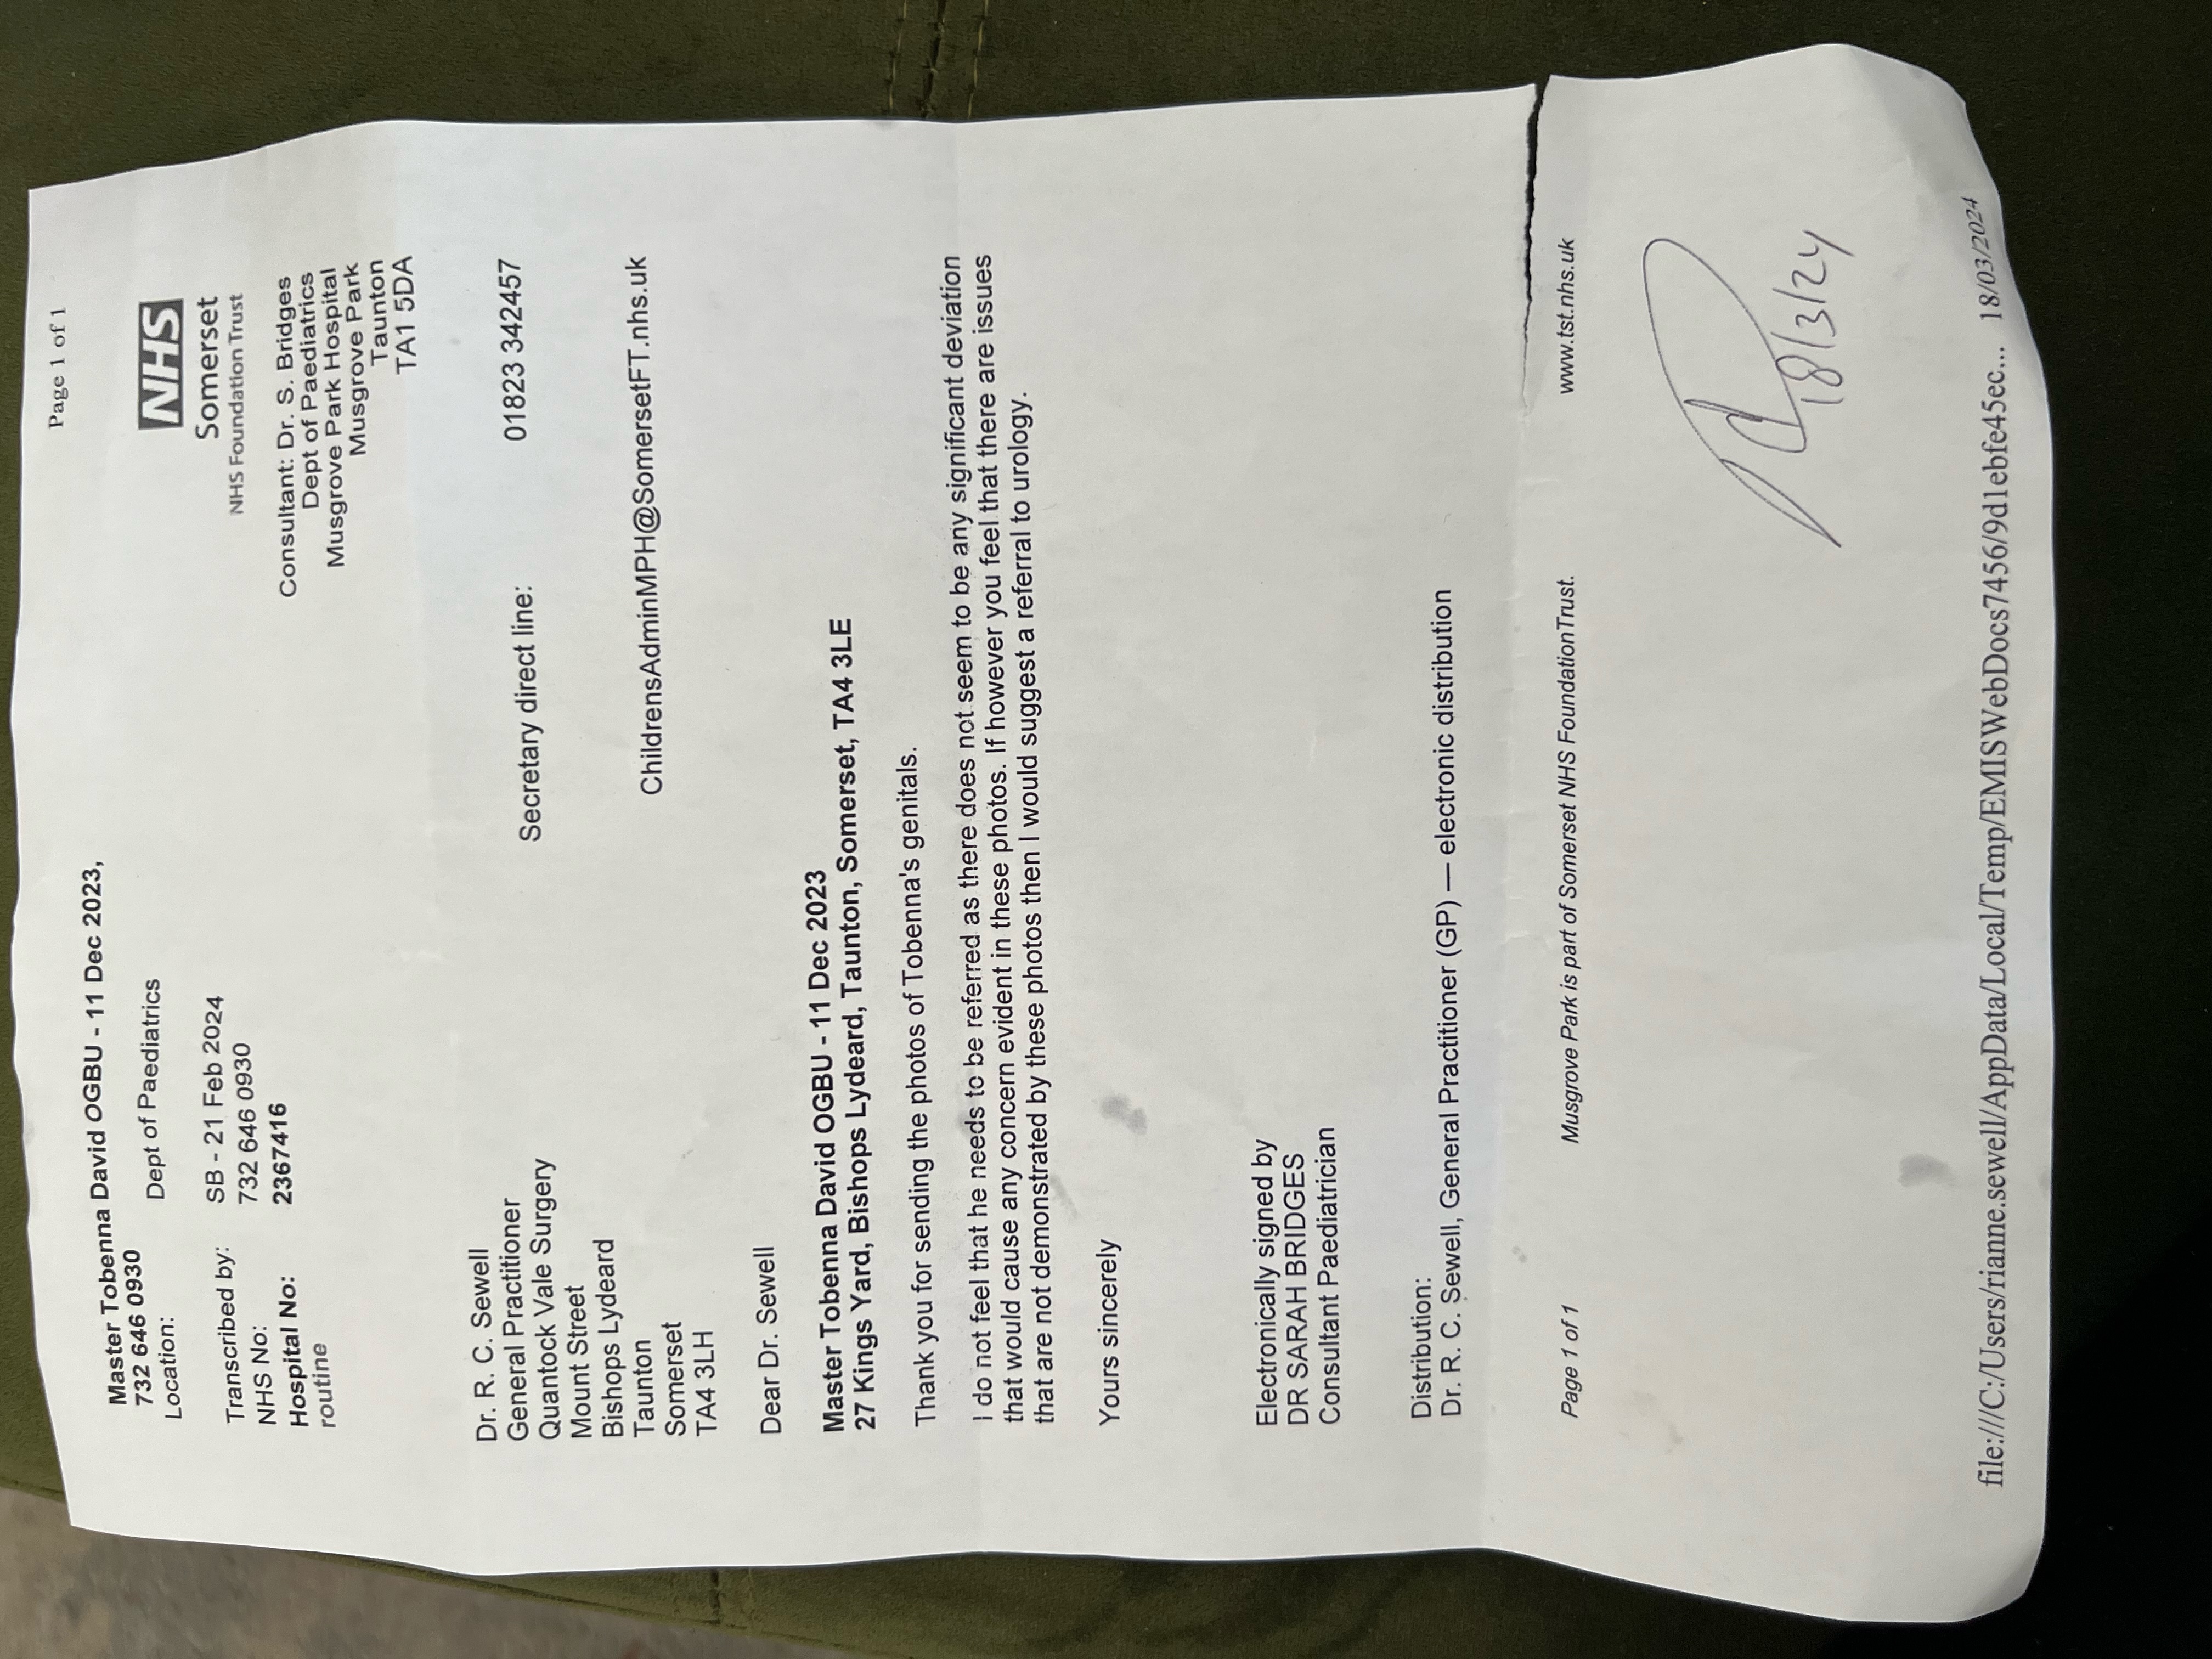 Page 1 of 1
Master Tobenna David OGBU - 11 Dec 2023,
732 646 0930
Location: Dept of Paediatrics
NHS
Somerset
NHS Foundation Trust
Transcribed by: SB - 21 Feb 2024
NHS No: 732 646 0930
Hospital No: 2367416
routine
Consultant: Dr. S. Bridges
Dept of Paediatrics
Musgrove Park Hospital
Musgrove Park
Taunton
TA1 5DA
Dr. R. C. Sewell
General Practitioner
Quantock Vale Surgery
Mount Street
Bishops Lydeard
Taunton
Somerset
TA4 3LH
Secretary direct line: 01823 342457
ChildrensAdminMPH@SomersetFT.nhs.uk
Dear Dr. Sewell
Master Tobenna David OGBU - 11 Dec 2023
27 Kings Yard, Bishops Lydeard, Taunton, Somerset, TA4 3LE
Thank you for sending the photos of Tobenna's genitals.
I do not feel that he needs to be referred as there does not seem to be any significant deviation
that would cause any concern evident in these photos. If however you feel that there are issues
that are not demonstrated by these photos then I would suggest a referral to urology.
Yours sincerely
Electronically signed by
DR SARAH BRIDGES
Consultant Paediatrician
Distribution:
Dr. R. C. Sewell, General Practitioner (GP) — electronic distribution
Page 1 of 1 Musgrove Park is part of Somerset NHS FoundationTrust. www.tst.nhs.uk
18/3/24
file:///C:/Users/rianne.sewell/AppData/Local/Temp/EMISWebDocs7456/9d1ebfe45ec... 18/03/2024